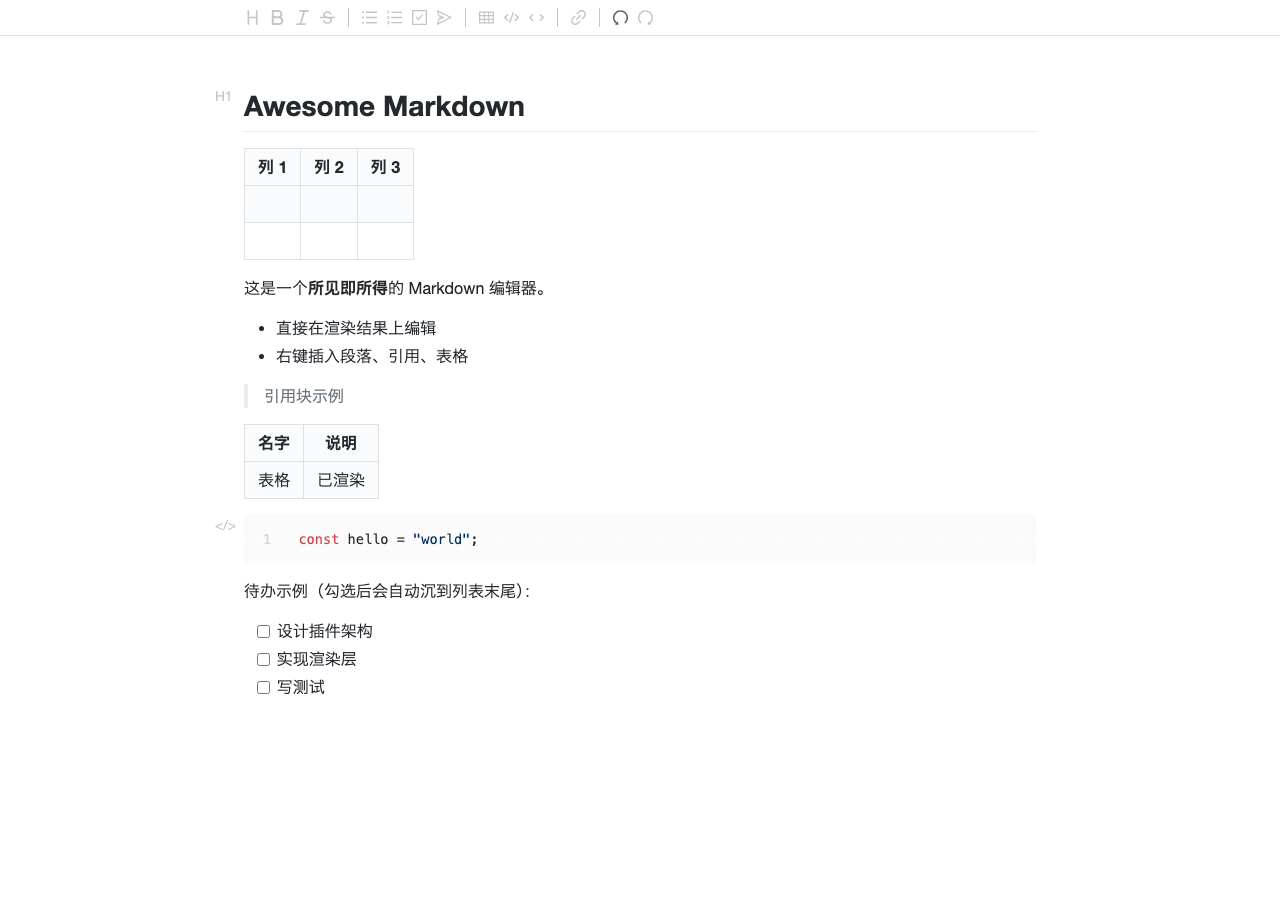 H1
Awesome Markdown
列 1 列 2 列 3
这是一个所见即所得的 Markdown 编辑器。
直接在渲染结果上编辑
右键插入段落、引用、表格
引用块示例
名字 说明
表格 已渲染
</>
1 const hello = "world";
待办示例（勾选后会自动沉到列表末尾）：
设计插件架构
实现渲染层
写测试